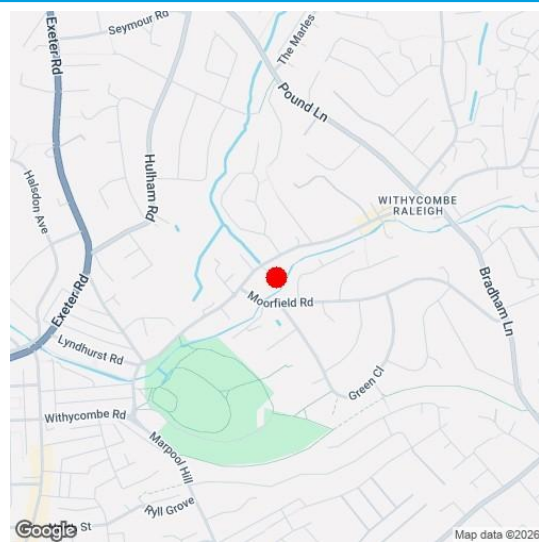 Seymour Rd
Exeter Rd
The Marles
Pound Ln
Hulham Rd
Halsdon Ave
WITHYCOMBE
RALEIGH
Exeter Rd
Moorfield Rd
Bradham Ln
Lyndhurst Rd
Green Cl
Withycombe Rd
Marpool Hill
Ryll Grove
St
Google
Map data ©2026